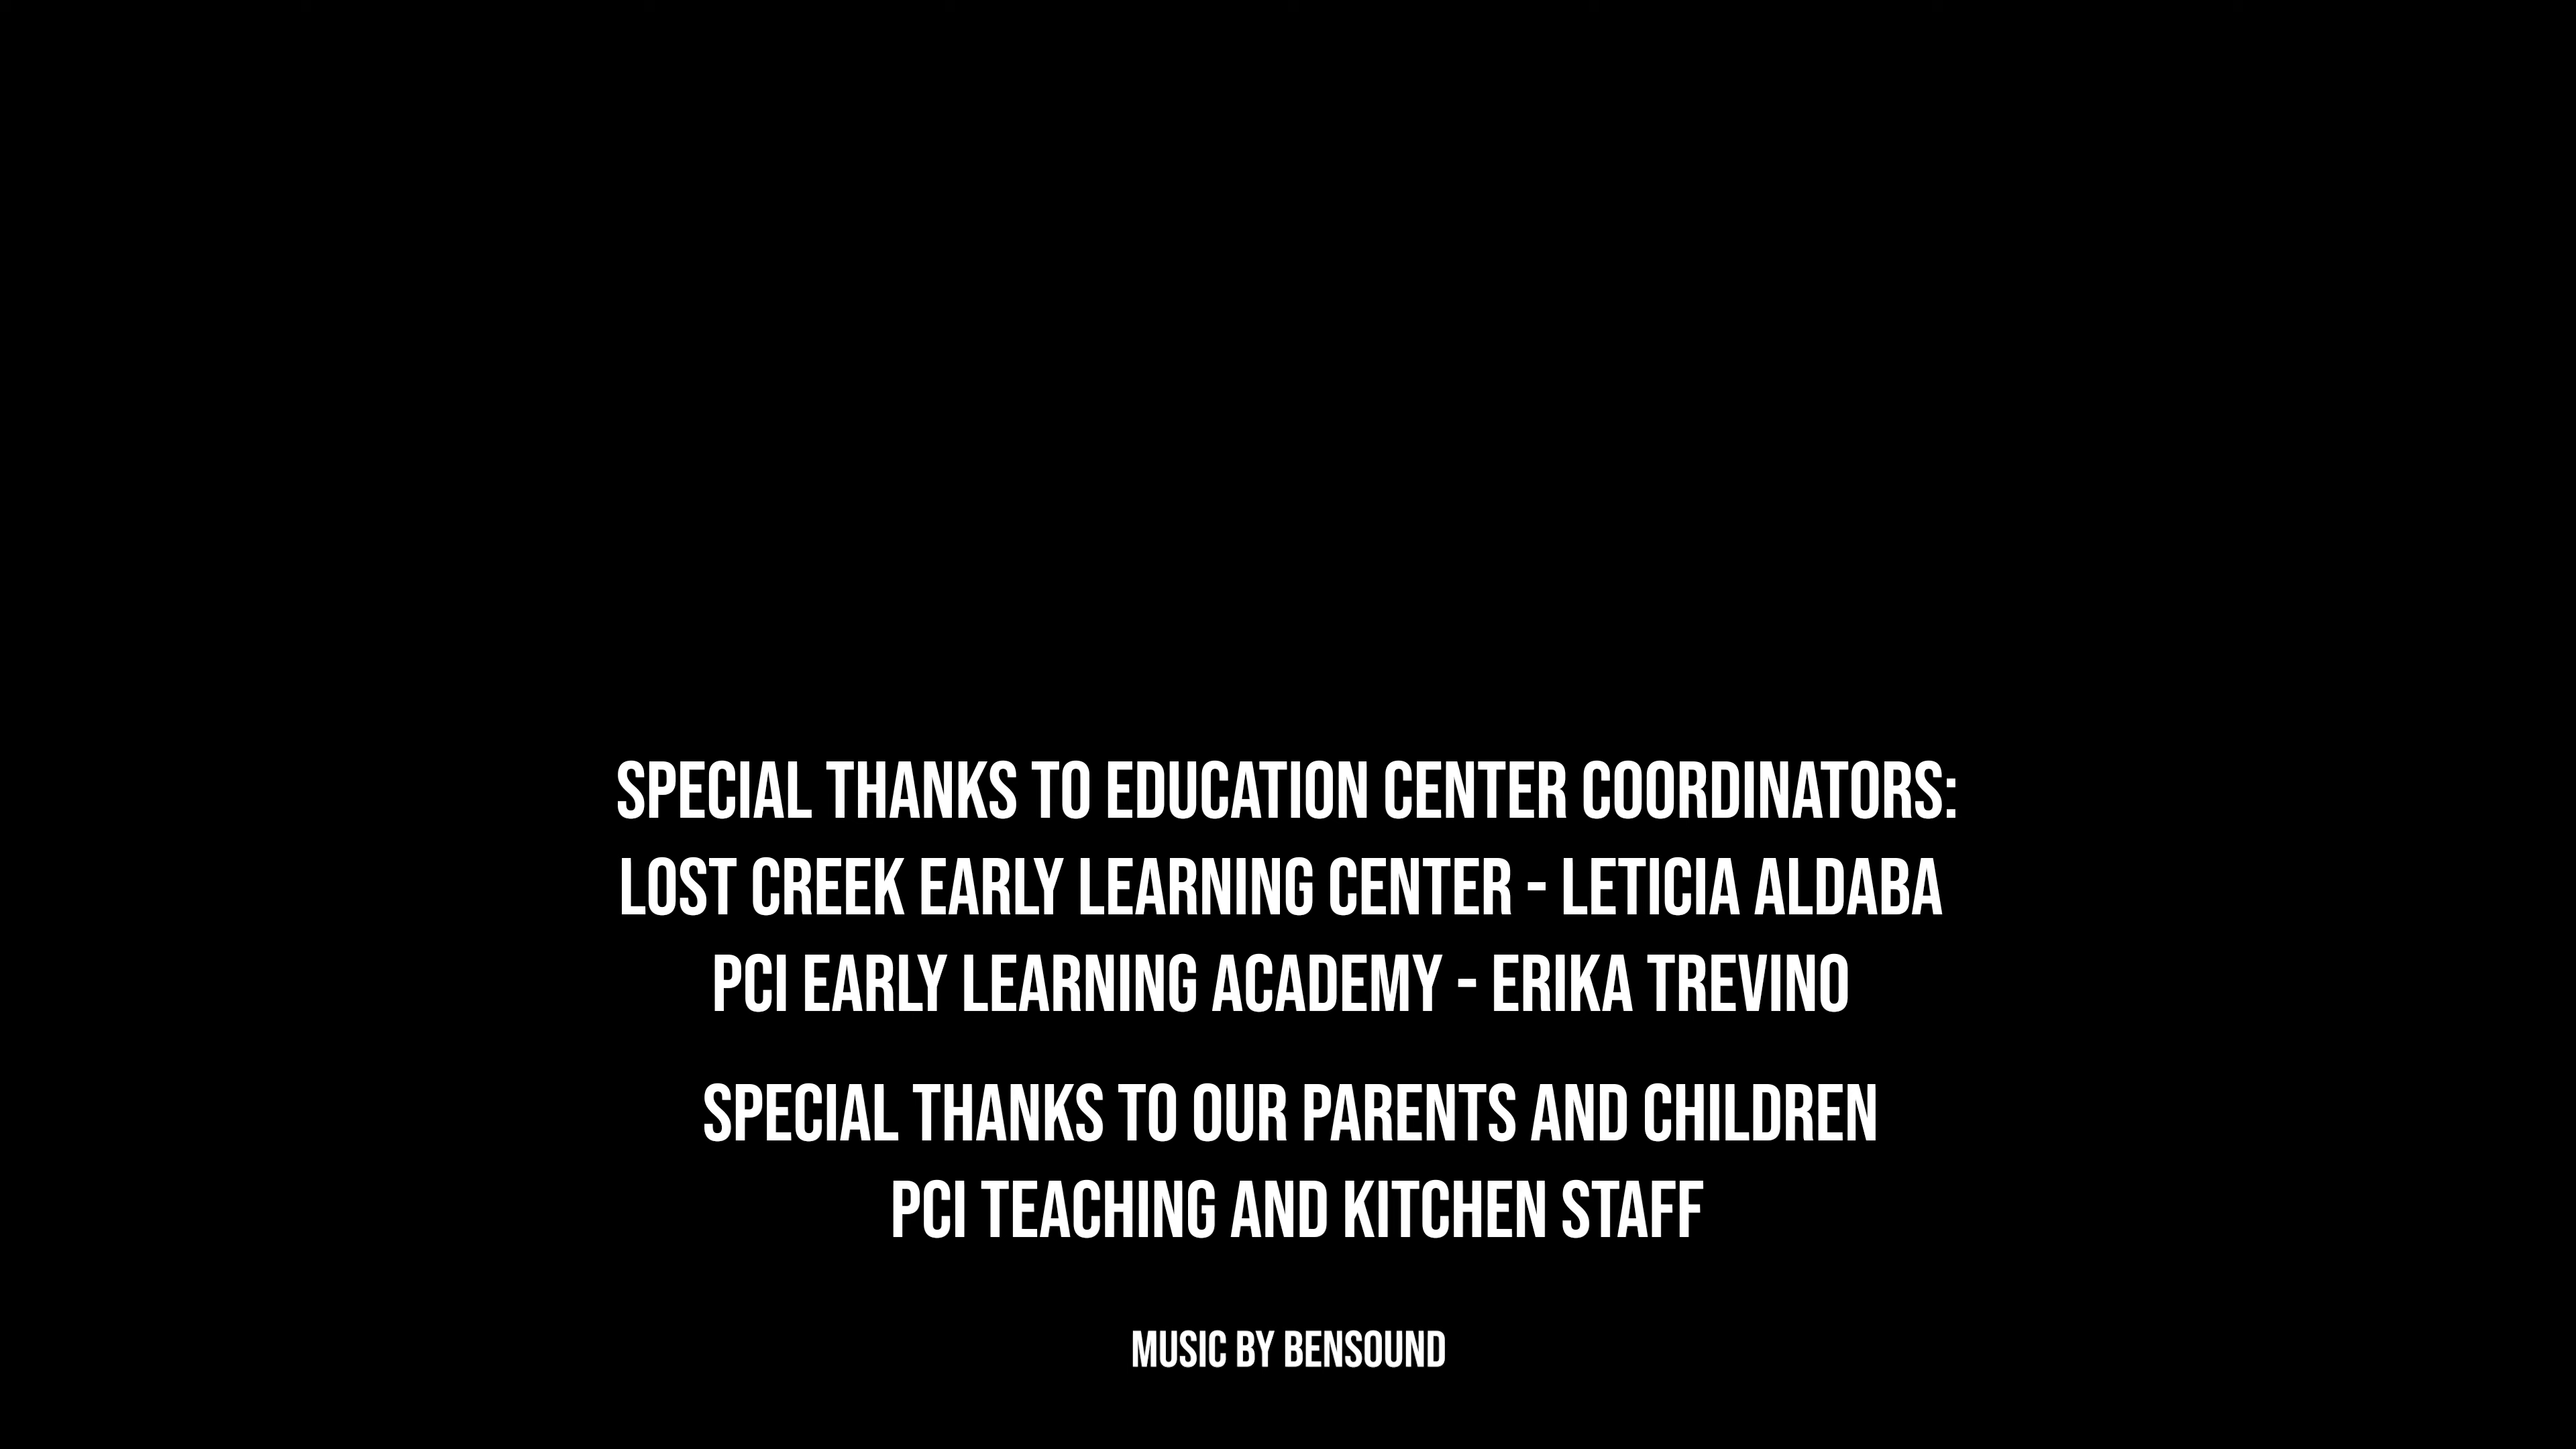 SPECIAL THANKS TO EDUCATION CENTER COORDINATORS:
LOST CREEK EARLY LEARNING CENTER - LETICIA ALDABA
PCI EARLY LEARNING ACADEMY - ERIKA TREVINO
SPECIAL THANKS TO OUR PARENTS AND CHILDREN
PCI TEACHING AND KITCHEN STAFF
MUSIC BY BENSOUND